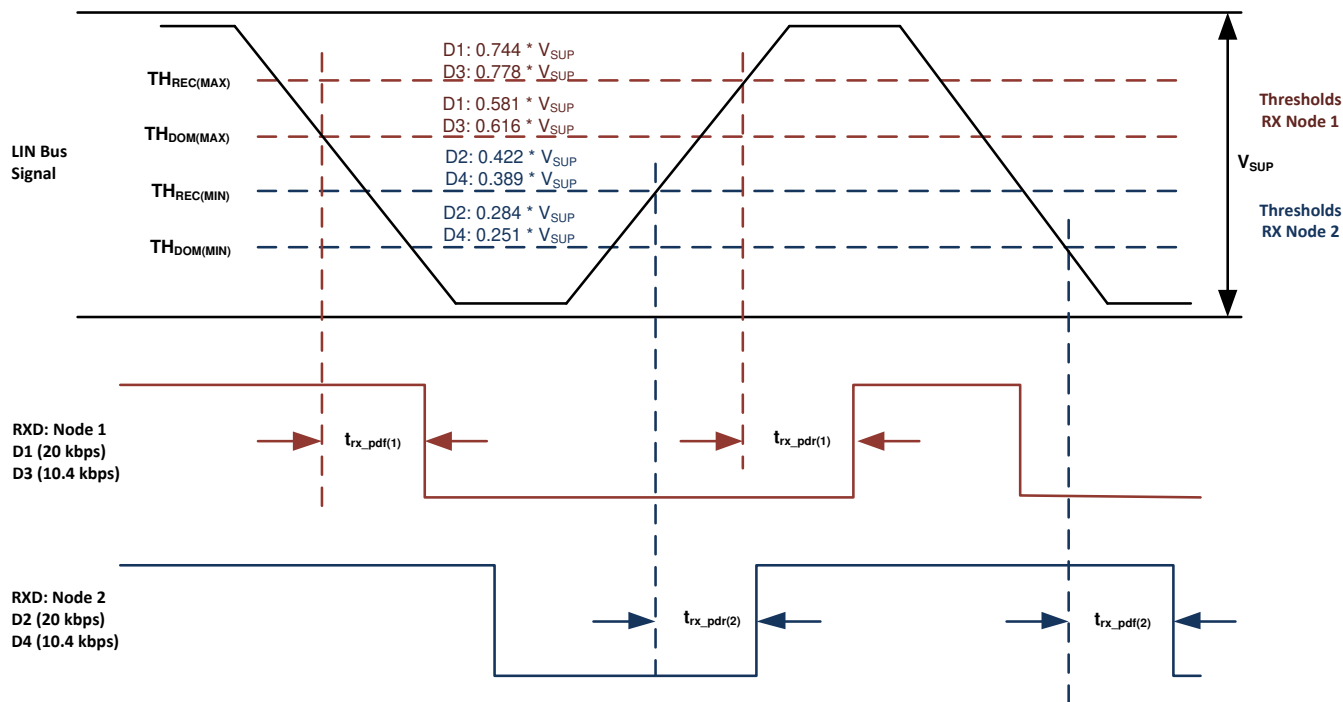 D1: 0.744 * VSUP
D3: 0.778 * VSUP
THREC(MAX)
D1: 0.581 * VSUP
D3: 0.616 * VSUP
THDOM(MAX)
Thresholds
RX Node 1
LIN Bus
Signal
D2: 0.422 * VSUP
D4: 0.389 * VSUP
THREC(MIN)
VSUP
D2: 0.284 * VSUP
D4: 0.251 * VSUP
THDOM(MIN)
Thresholds
RX Node 2
RXD: Node 1
D1 (20 kbps)
D3 (10.4 kbps)
trx_pdf(1)
trx_pdr(1)
RXD: Node 2
D2 (20 kbps)
D4 (10.4 kbps)
trx_pdr(2)
trx_pdf(2)